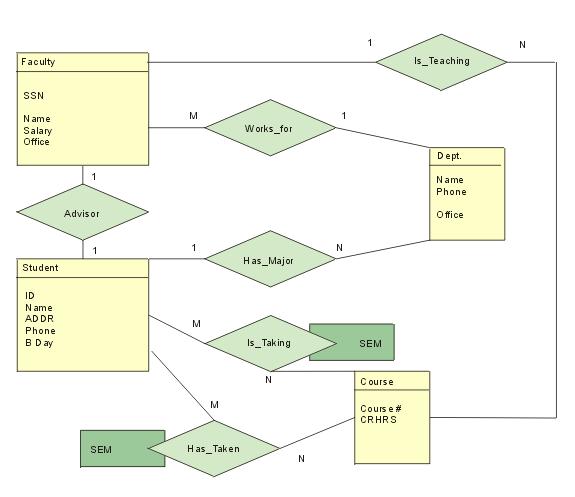 1
N
Is_Teaching
Faculty
SSN
Name
Salary
Office
M
Works_for
1
Dept.
Name
Phone
Office
1
Advisor
1
1
Has_Major
N
Student
ID
Name
ADDR
Phone
B Day
M
Is_Taking
SEM
N
Course
Course #
CRHRS
M
SEM
Has_Taken
N